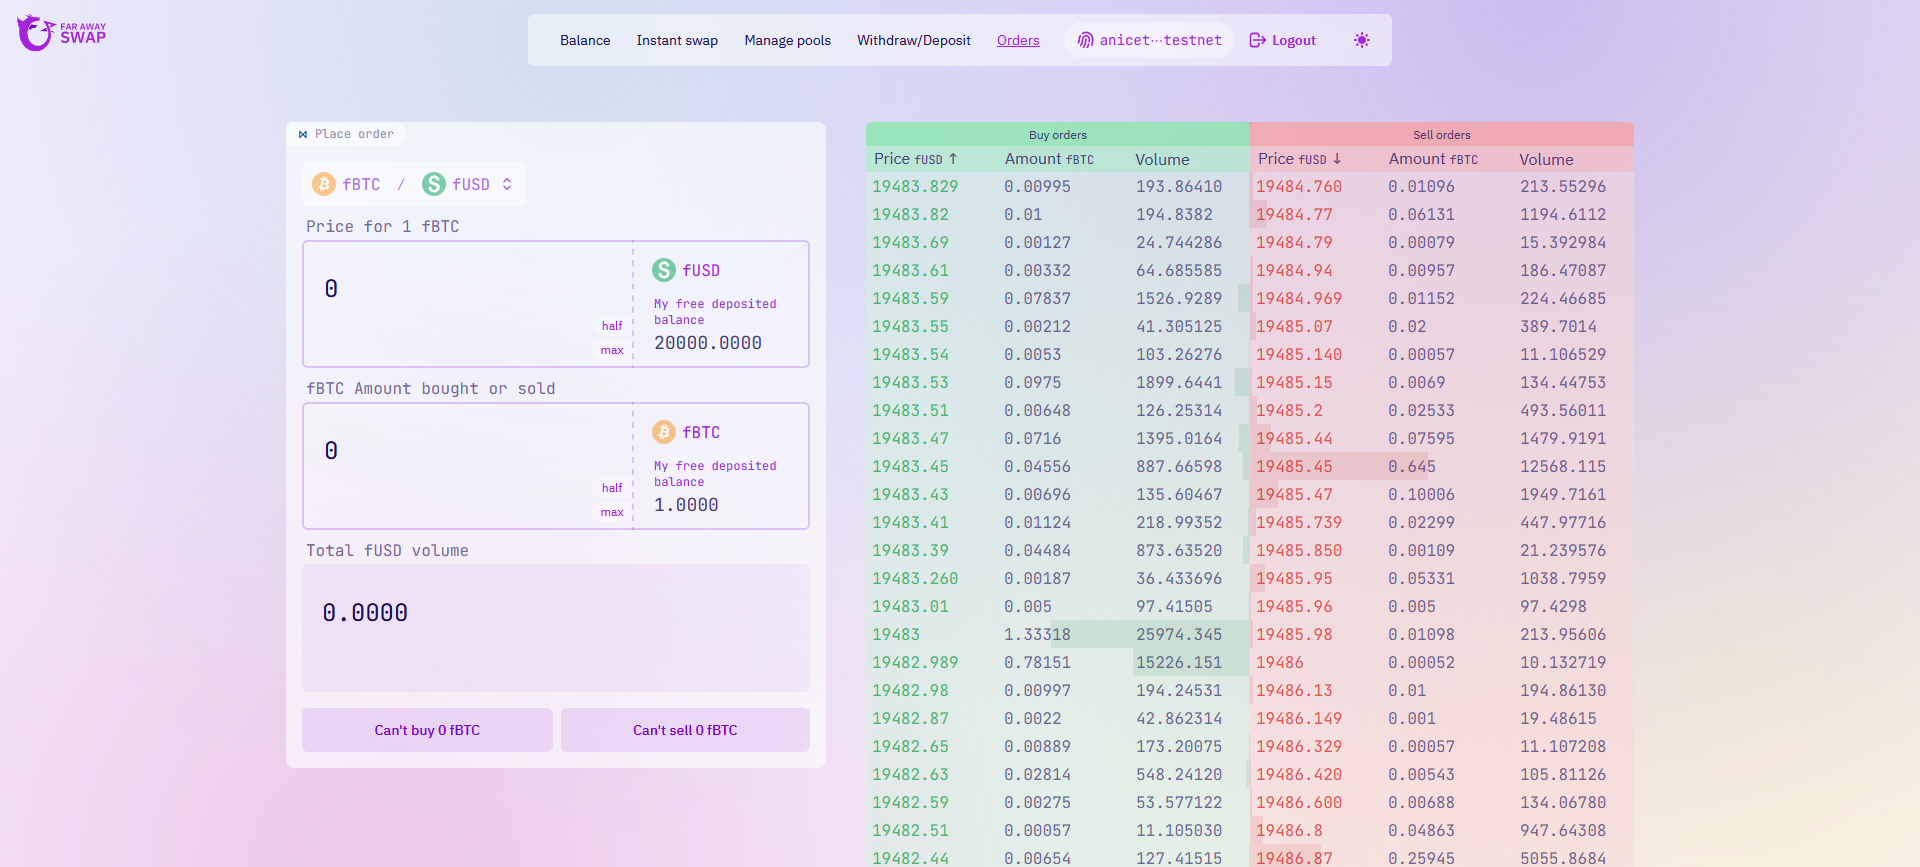 FAR AWAY
SWAP
Balance Instant swap Manage pools Withdraw/Deposit Orders anicet···testnet Logout
Place order
fBTC / fUSD
Price for 1 fBTC
0
half
max
fUSD
My free deposited
balance
20000.0000
fBTC Amount bought or sold
0
half
max
fBTC
My free deposited
balance
1.0000
Total fUSD volume
0.0000
Can't buy 0 fBTC Can't sell 0 fBTC
Buy orders Sell orders
Price fUSD ↑ Amount fBTC Volume Price fUSD ↓ Amount fBTC Volume
19483.829 0.00995 193.86410 19484.760 0.01096 213.55296
19483.82 0.01 194.8382 19484.77 0.06131 1194.6112
19483.69 0.00127 24.744286 19484.79 0.00079 15.392984
19483.61 0.00332 64.685585 19484.94 0.00957 186.47087
19483.59 0.07837 1526.9289 19484.969 0.01152 224.46685
19483.55 0.00212 41.305125 19485.07 0.02 389.7014
19483.54 0.0053 103.26276 19485.140 0.00057 11.106529
19483.53 0.0975 1899.6441 19485.15 0.0069 134.44753
19483.51 0.00648 126.25314 19485.2 0.02533 493.56011
19483.47 0.0716 1395.0164 19485.44 0.07595 1479.9191
19483.45 0.04556 887.66598 19485.45 0.645 12568.115
19483.43 0.00696 135.60467 19485.47 0.10006 1949.7161
19483.41 0.01124 218.99352 19485.739 0.02299 447.97716
19483.39 0.04484 873.63520 19485.850 0.00109 21.239576
19483.260 0.00187 36.433696 19485.95 0.05331 1038.7959
19483.01 0.005 97.41505 19485.96 0.005 97.4298
19483 1.33318 25974.345 19485.98 0.01098 213.95606
19482.989 0.78151 15226.151 19486 0.00052 10.132719
19482.98 0.00997 194.24531 19486.13 0.01 194.86130
19482.87 0.0022 42.862314 19486.149 0.001 19.48615
19482.65 0.00889 173.20075 19486.329 0.00057 11.107208
19482.63 0.02814 548.24120 19486.420 0.00543 105.81126
19482.59 0.00275 53.577122 19486.600 0.00688 134.06780
19482.51 0.00057 11.105030 19486.8 0.04863 947.64308
19482.44 0.00654 127.41515 19486.87 0.25945 5055.8684